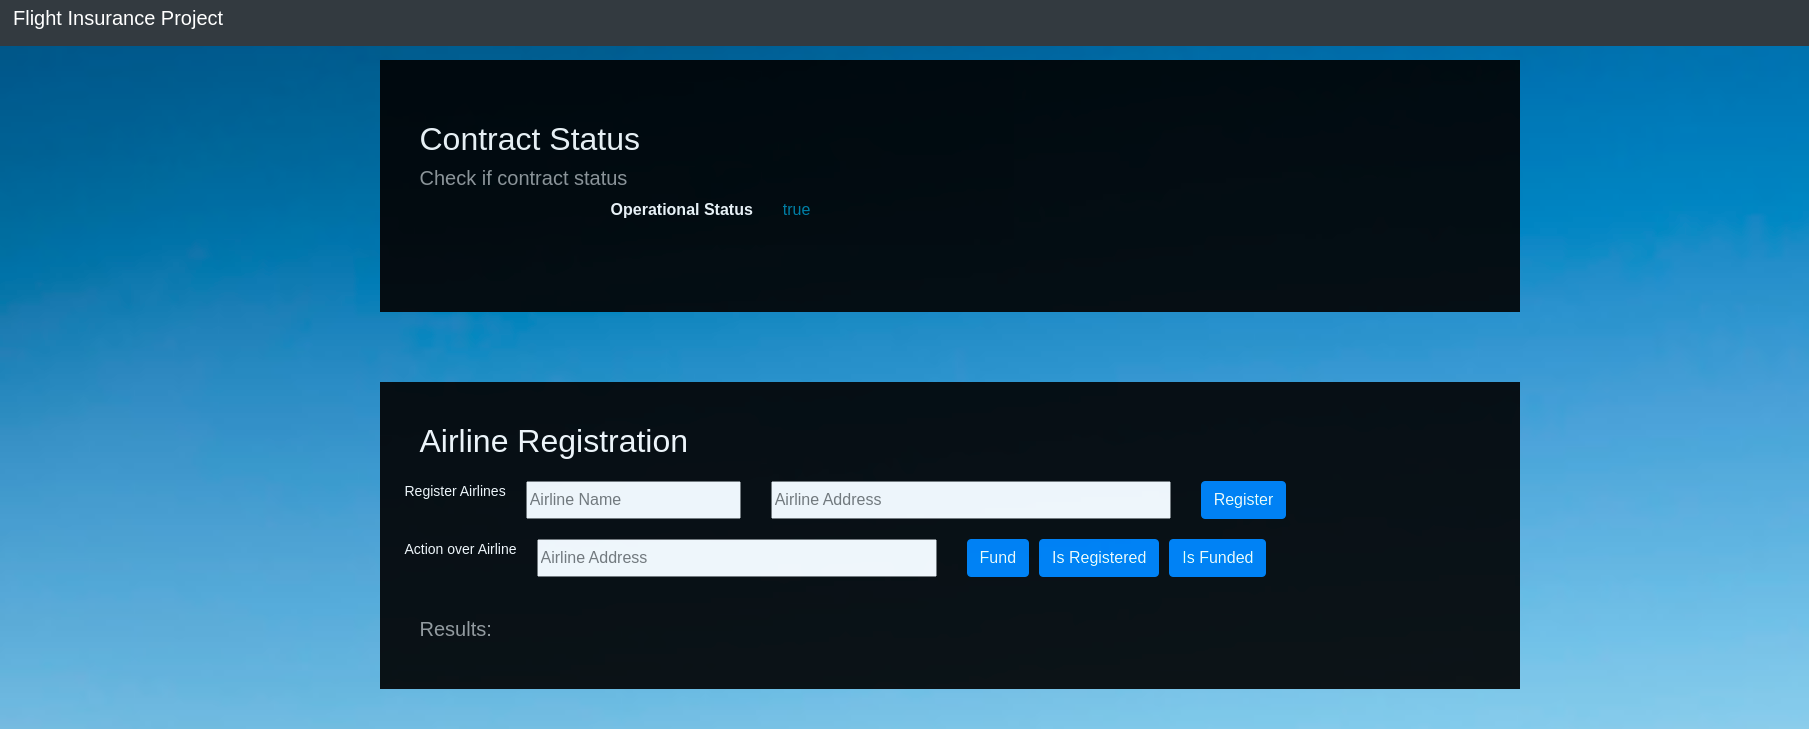 Flight Insurance Project
Contract Status
Check if contract status
Operational Status true
Airline Registration
Register Airlines Airline Name Airline Address Register
Action over Airline Airline Address Fund Is Registered Is Funded
Results: